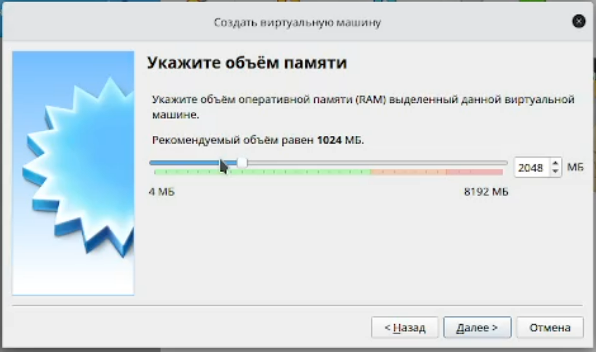 Создать виртуальную машину
Укажите объём памяти
Укажите объём оперативной памяти (RAM) выделенный данной виртуальной
машине.
Рекомендуемый объём равен 1024 МБ.
2048 МБ
4 МБ 8192 МБ
< Назад Далее > Отмена